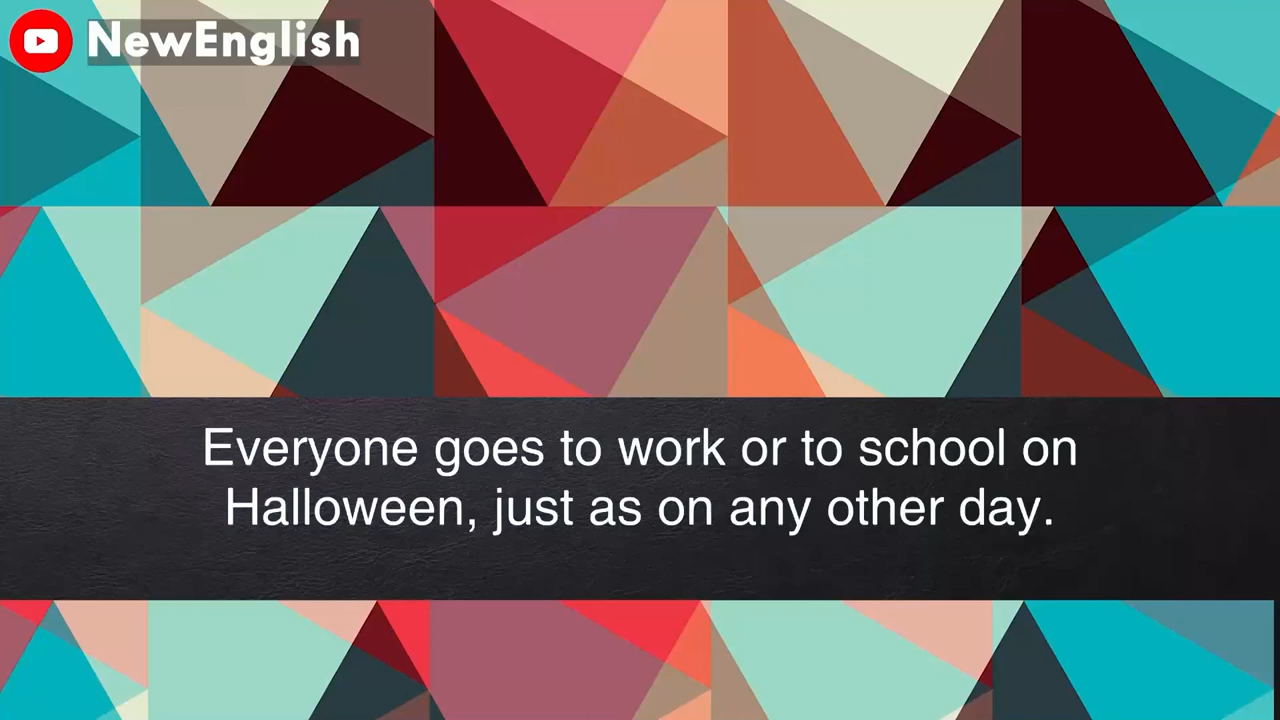 NewEnglish
Everyone goes to work or to school on
Halloween, just as on any other day.